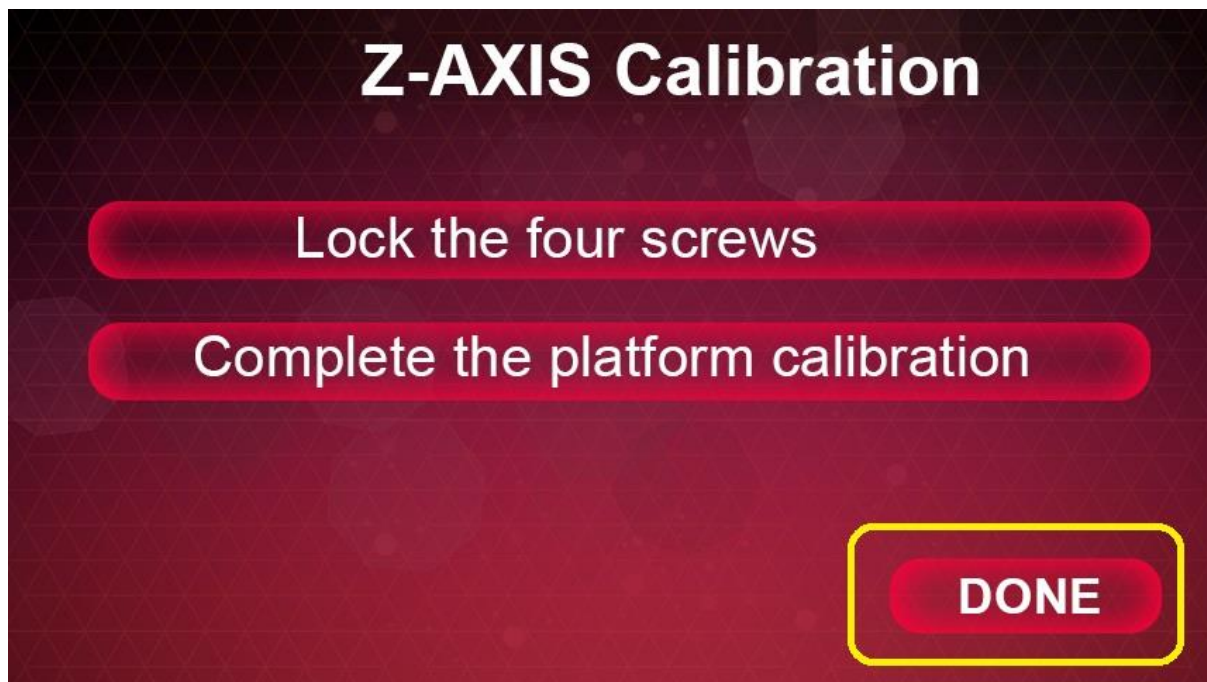 Z-AXIS Calibration
Lock the four screws
Complete the platform calibration
DONE